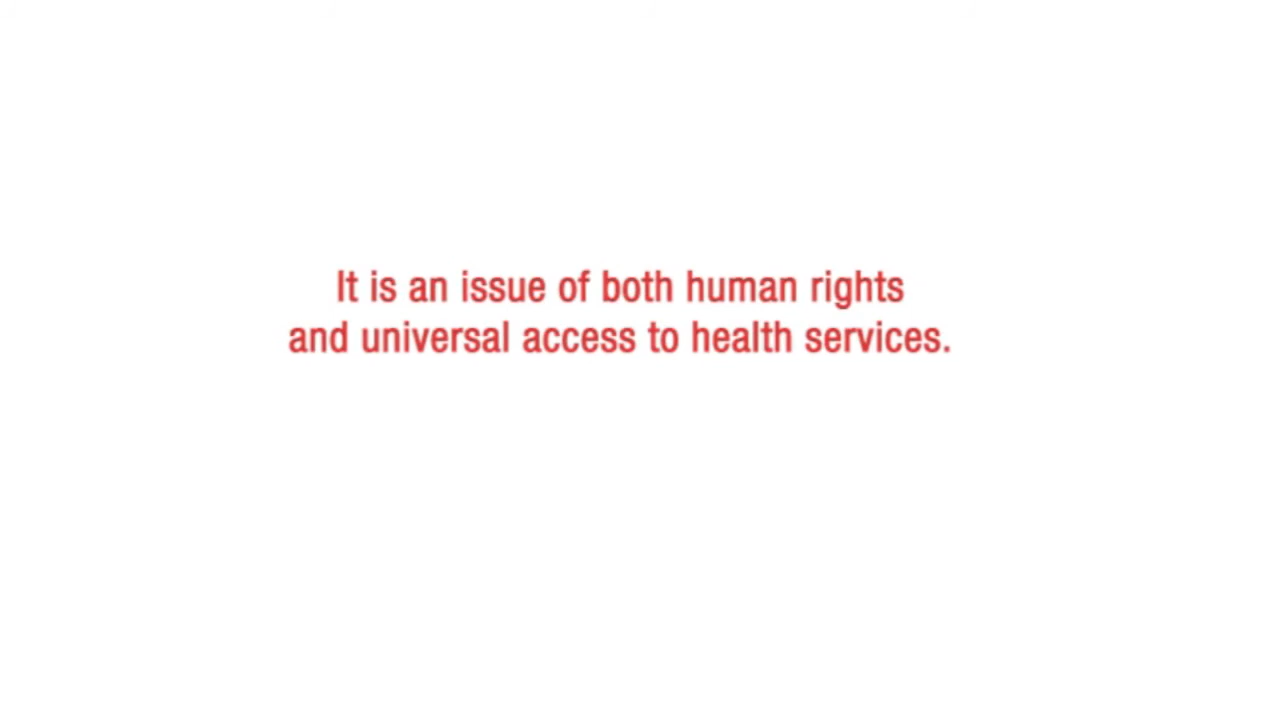 It is an issue of both human rights
and universal access to health services.